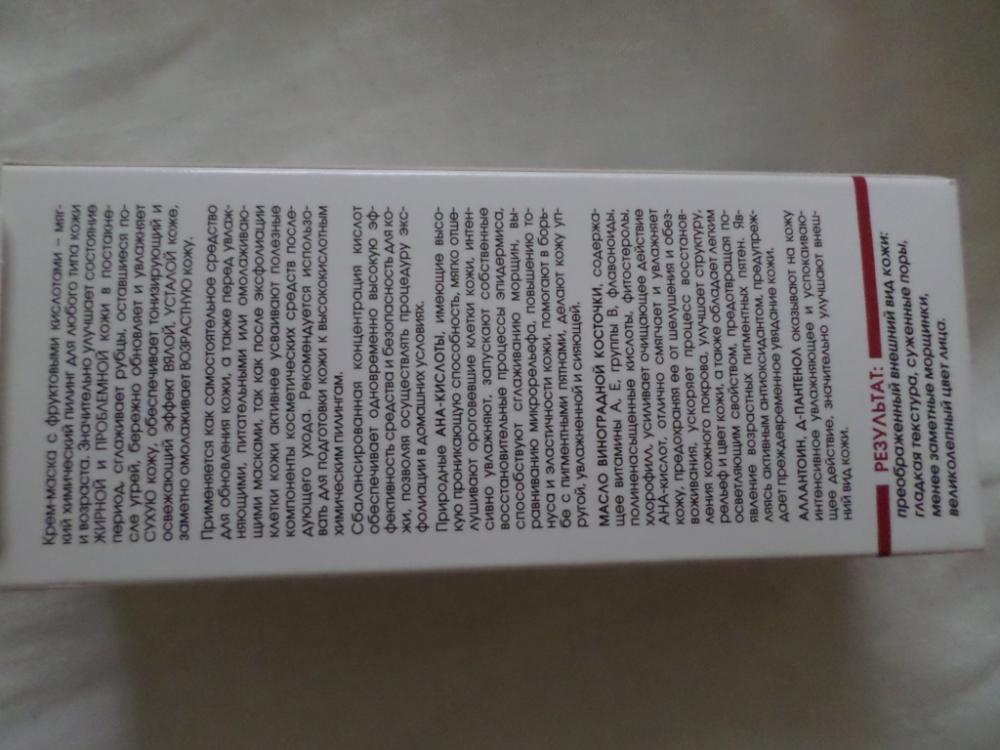 Крем-маска с фруктовыми кислотами – мяг-
кий химический пилинг для любого типа кожи
и возраста. Значительно улучшает состояние
ЖИРНОЙ и ПРОБЛЕМНОЙ кожи в постакне-
период, сглаживает рубцы, оставшиеся по-
сле угрей, бережно обновляет и увлажняет
СУХУЮ кожу, обеспечивает тонизирующий и
освежающий эффект ВЯЛОЙ, УСТАЛОЙ коже,
заметно омолаживает ВОЗРАСТНУЮ кожу.
Применяется как самостоятельное средство
для обновления кожи, а также перед увлаж-
няющими, питательными или омолаживаю-
щими масками, так как после эксфолиации
клетки кожи активнее усваивают полезные
компоненты косметических средств после-
дующего ухода. Рекомендуется использо-
вать для подготовки кожи к высококислотным
химическим пилингам.
Сбалансированная концентрация кислот
обеспечивает одновременно высокую эф-
фективность средства и безопасность для ко-
жи, позволяя осуществлять процедуру экс-
фолиации в домашних условиях.
Природные АНА-КИСЛОТЫ, имеющие высо-
кую проникающую способность, мягко отше-
лушивают ороговевшие клетки кожи, интен-
сивно увлажняют, запускают собственные
восстановительные процессы эпидермиса,
способствуют сглаживанию морщин, вы-
равниванию микрорельефа, повышению то-
нуса и эластичности кожи, помогают в борь-
бе с пигментными пятнами, делают кожу уп-
ругой, увлажненной и сияющей.
МАСЛО ВИНОГРАДНОЙ КОСТОЧКИ, содержа-
щее витамины А, Е, группы В, флавоноиды,
полиненасыщенные кислоты, фитостеролы,
хлорофилл, усиливает очищающее действие
АНА-кислот, отлично смягчает и увлажняет
кожу, предохраняя ее от шелушения и обез-
воживания, ускоряет процесс восстанов-
ления кожного покрова, улучшает структуру,
рельеф и цвет кожи, а также обладает легким
осветляющим свойством, предотвращая по-
явление возрастных пигментных пятен. Яв-
ляясь активным антиоксидантом, предупреж-
дает преждевременное увядание кожи.
АЛЛАНТОИН, Д-ПАНТЕНОЛ оказывают на кожу
интенсивное увлажняющее и успокаиваю-
щее действие, значительно улучшают внеш-
ний вид кожи.
РЕЗУЛЬТАТ:
преображенный внешний вид кожи:
гладкая текстура, суженные поры,
менее заметные морщинки,
великолепный цвет лица.